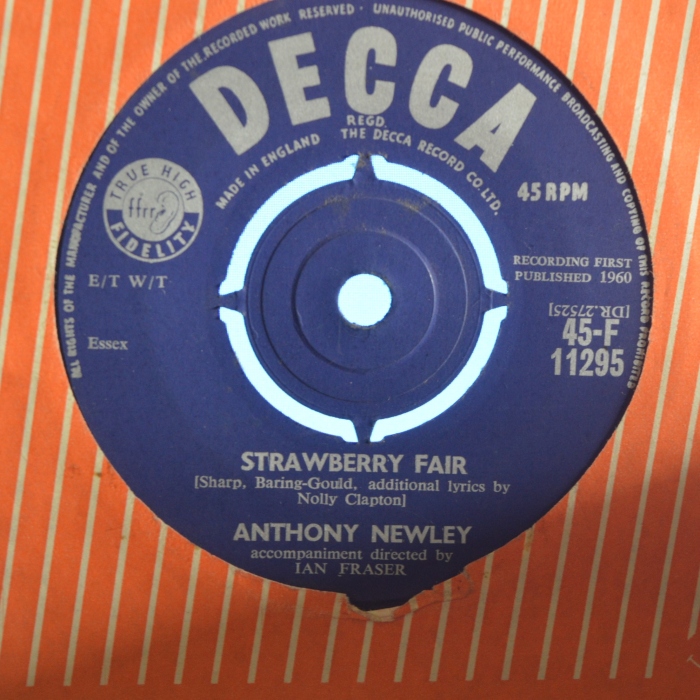 ALL RIGHTS OF THE MANUFACTURER AND OF THE OWNER OF THE RECORDED WORK RESERVED · UNAUTHORISED PUBLIC PERFORMANCE BROADCASTING AND COPYING OF THIS RECORD PROHIBITED
DECCA
REGD.
MADE IN ENGLAND THE DECCA RECORD CO. LTD.
TRUE HIGH
ffrr
FIDELITY
45 RPM
E/T W/T
RECORDING FIRST
PUBLISHED 1960
[DR.27525]
Essex
45-F
11295
STRAWBERRY FAIR
[Sharp, Baring-Gould, additional lyrics by
Nolly Clapton]
ANTHONY NEWLEY
accompaniment directed by
IAN FRASER